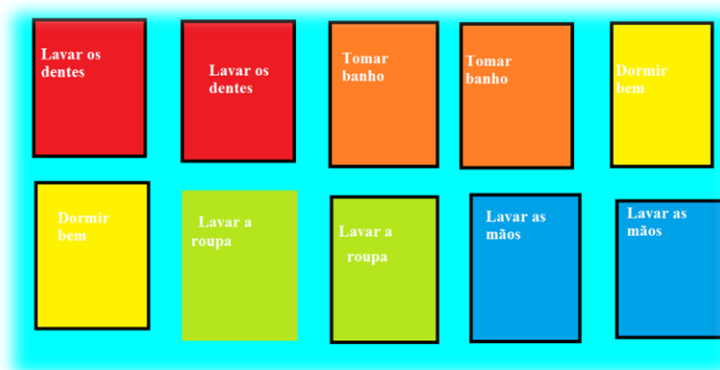 Lavar os
dentes
Lavar os
dentes
Tomar
banho
Tomar
banho
Dormir
bem
Dormir
bem
Lavar a
roupa
Lavar a
roupa
Lavar as
mãos
Lavar as
mãos